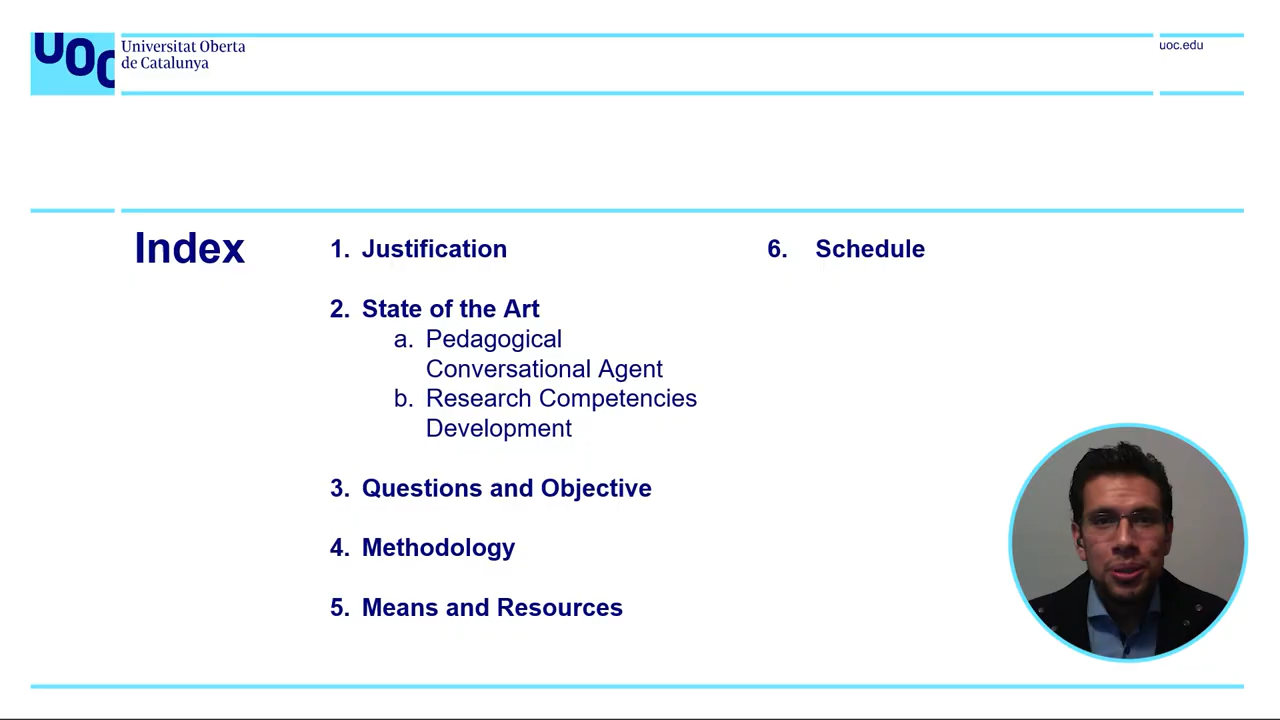 UOC
Universitat Oberta
de Catalunya
uoc.edu
Index
1. Justification
2. State of the Art
a. Pedagogical
Conversational Agent
b. Research Competencies
Development
3. Questions and Objective
4. Methodology
5. Means and Resources
6. Schedule